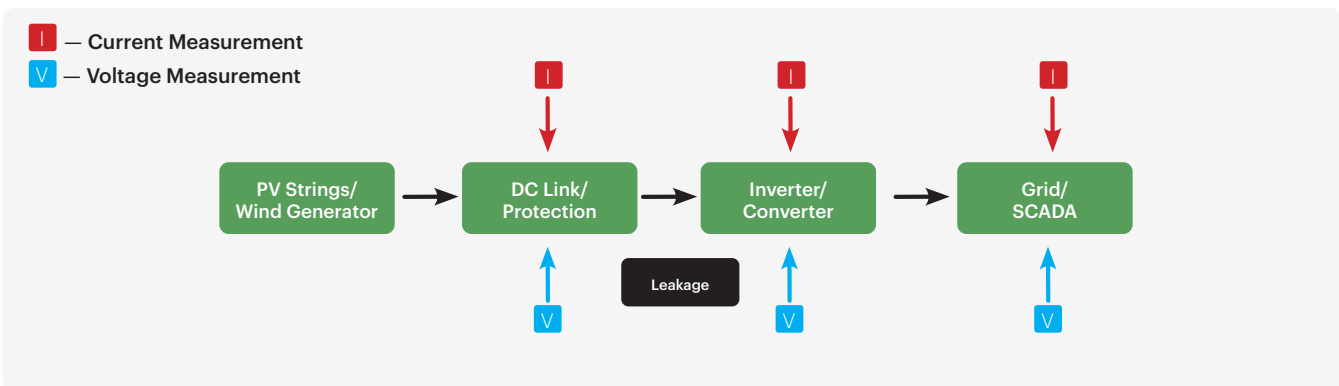 I — Current Measurement
V — Voltage Measurement
I
I
I
PV Strings/
Wind Generator
DC Link/
Protection
Inverter/
Converter
Grid/
SCADA
Leakage
V
V
V